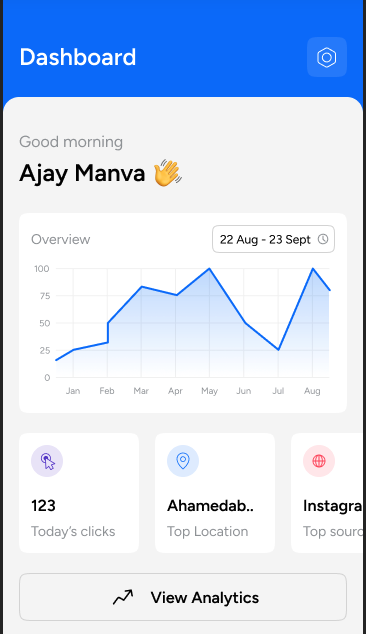 Dashboard
Good morning
Ajay Manva 👋
Overview
22 Aug - 23 Sept
100
75
50
25
0
Jan Feb Mar Apr May Jun Jul Aug
123
Today's clicks
Ahamedab..
Top Location
Instagra
Top sourc
View Analytics